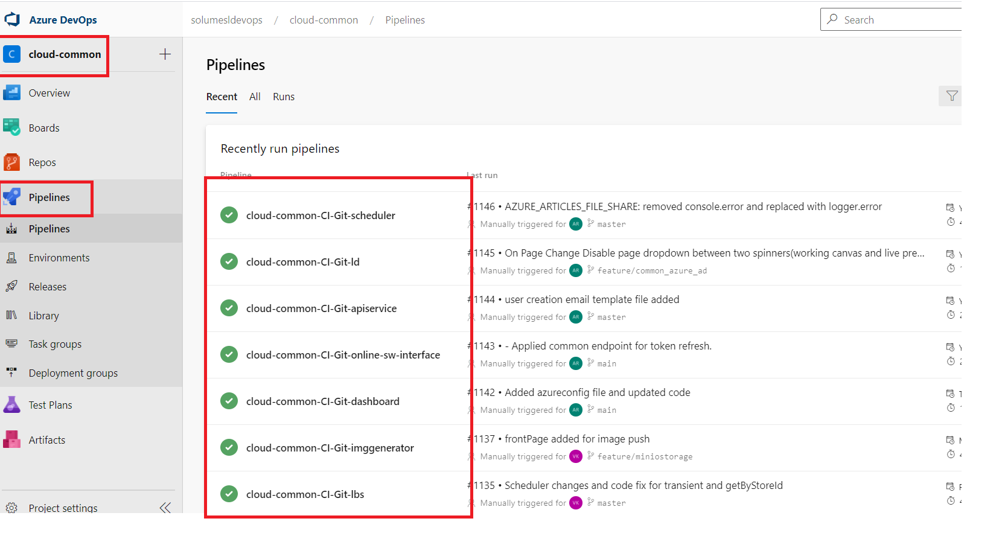 Azure DevOps
solumesldevops / cloud-common / Pipelines
Search
C cloud-common
Overview
Boards
Repos
Pipelines
Pipelines
Environments
Releases
Library
Task groups
Deployment groups
Test Plans
Artifacts
Project settings
Pipelines
Recent All Runs
Recently run pipelines
Pipeline Last run
cloud-common-CI-Git-scheduler
#1146 • AZURE_ARTICLES_FILE_SHARE: removed console.error and replaced with logger.error
Manually triggered for AR master
cloud-common-CI-Git-ld
#1145 • On Page Change Disable page dropdown between two spinners(working canvas and live pre...
Manually triggered for AR feature/common_azure_ad
cloud-common-CI-Git-apiservice
#1144 • user creation email template file added
Manually triggered for AR master
cloud-common-CI-Git-online-sw-interface
#1143 • - Applied common endpoint for token refresh.
Manually triggered for AR main
cloud-common-CI-Git-dashboard
#1142 • Added azureconfig file and updated code
Manually triggered for AR main
cloud-common-CI-Git-imggenerator
#1137 • frontPage added for image push
Manually triggered for VK feature/miniostorage
cloud-common-CI-Git-lbs
#1135 • Scheduler changes and code fix for transient and getByStoreId
Manually triggered for VK master